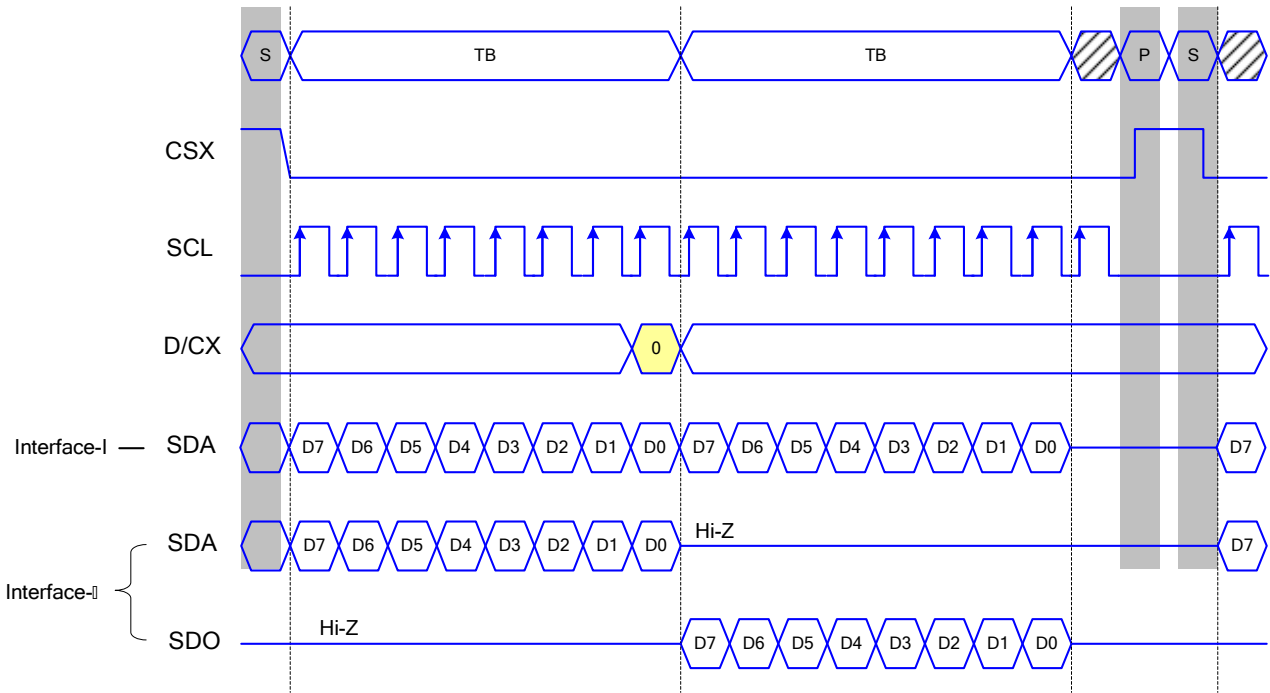 S TB TB P S
CSX
SCL
D/CX 0
Interface-I SDA D7 D6 D5 D4 D3 D2 D1 D0 D7 D6 D5 D4 D3 D2 D1 D0 D7
SDA D7 D6 D5 D4 D3 D2 D1 D0 Hi-Z D7
Interface-
SDO Hi-Z D7 D6 D5 D4 D3 D2 D1 D0